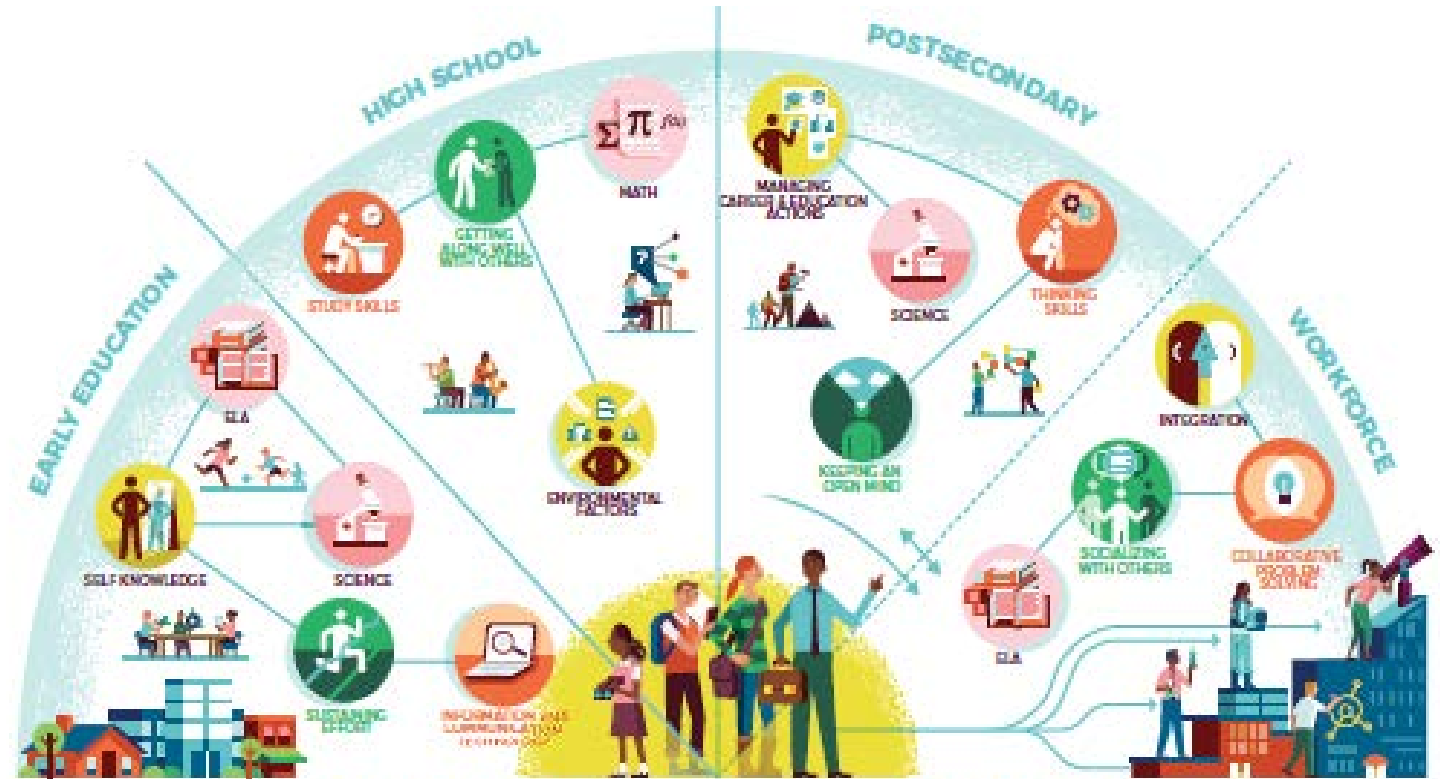 EARLY EDUCATION
ELA
SELF KNOWLEDGE
SCIENCE
SUSTAINING
EFFORT
INFORMATION AND
COMMUNICATION
TECHNOLOGY
HIGH SCHOOL
STUDY SKILLS
GETTING
ALONG WELL
WITH OTHERS
Σ π f(x)
MATH
ENVIRONMENTAL
FACTORS
POSTSECONDARY
MANAGING
CAREER & EDUCATION
ACTIONS
SCIENCE
THINKING
SKILLS
KEEPING AN
OPEN MIND
WORKFORCE
INTEGRATION
SOCIALIZING
WITH OTHERS
COLLABORATIVE
PROBLEM
SOLVING
ELA